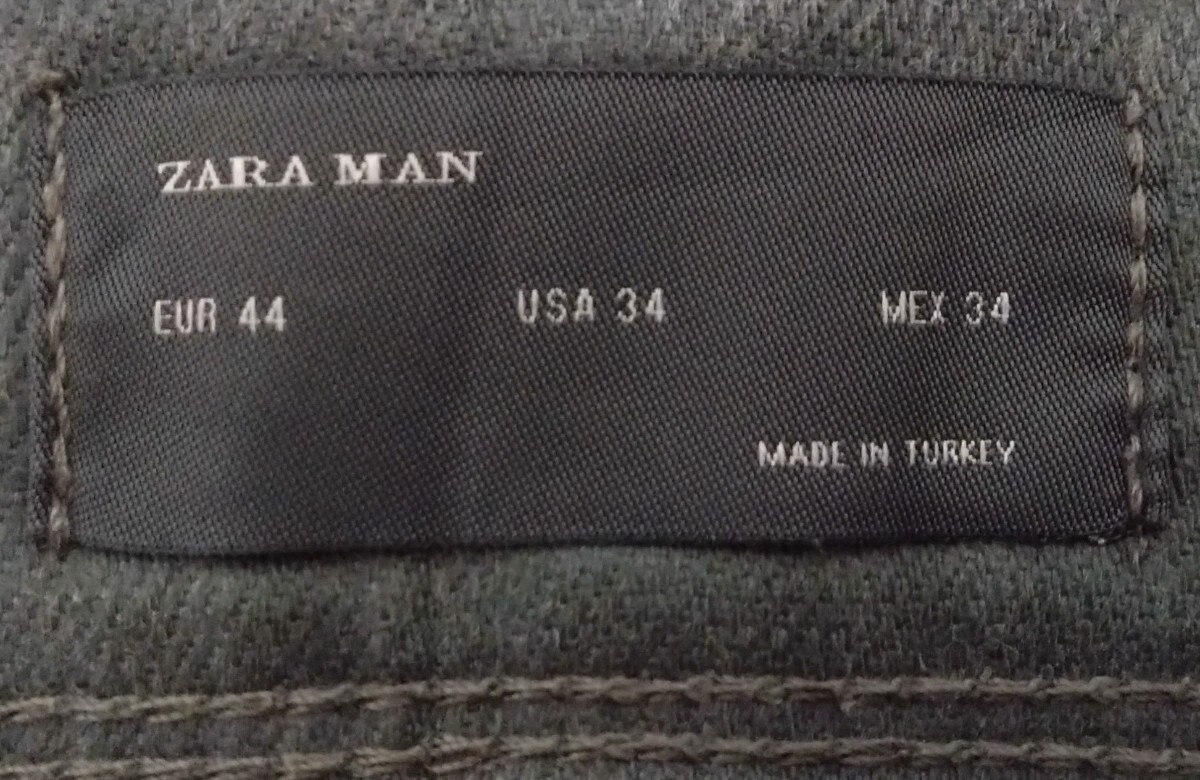 ZARA MAN
EUR 44 USA 34 MEX 34
MADE IN TURKEY